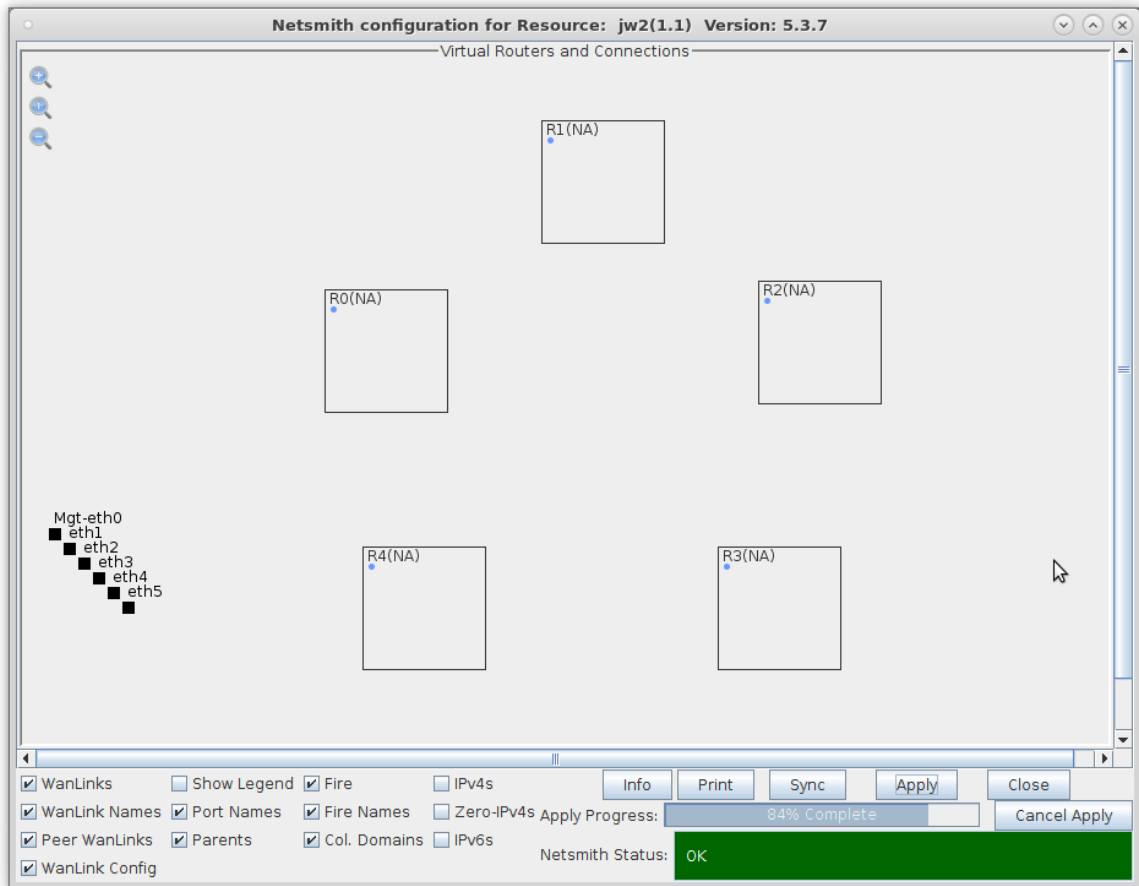 Netsmith configuration for Resource:  jw2(1.1)  Version: 5.3.7
Virtual Routers and Connections
R1(NA)
R0(NA)
R2(NA)
Mgt-eth0
eth1
eth2
eth3
eth4
eth5
R4(NA)
R3(NA)
WanLinks Show Legend Fire IPv4s Info Print Sync Apply Close
WanLink Names Port Names Fire Names Zero-IPv4s Apply Progress: 84% Complete Cancel Apply
Peer WanLinks Parents Col. Domains IPv6s Netsmith Status: OK
WanLink Config